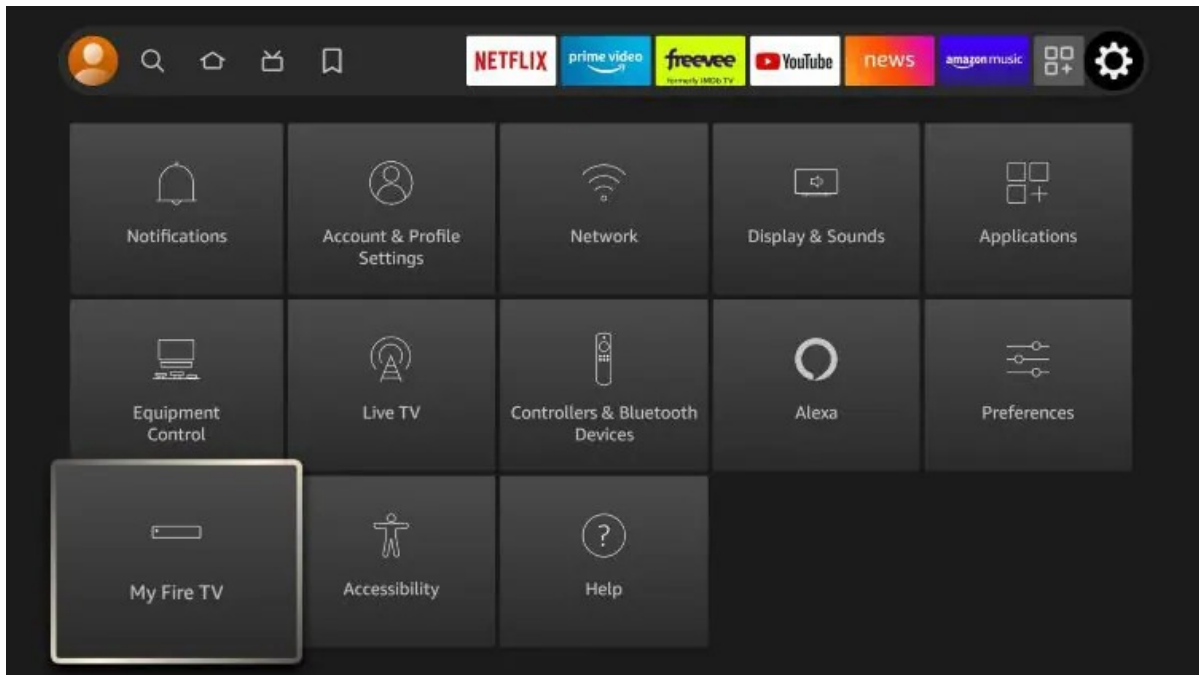 NETFLIX
prime video
freevee
formerly IMDb TV
YouTube
news
amazon music
Notifications
Account & Profile
Settings
Network
Display & Sounds
Applications
Equipment
Control
Live TV
Controllers & Bluetooth
Devices
Alexa
Preferences
My Fire TV
Accessibility
?
Help